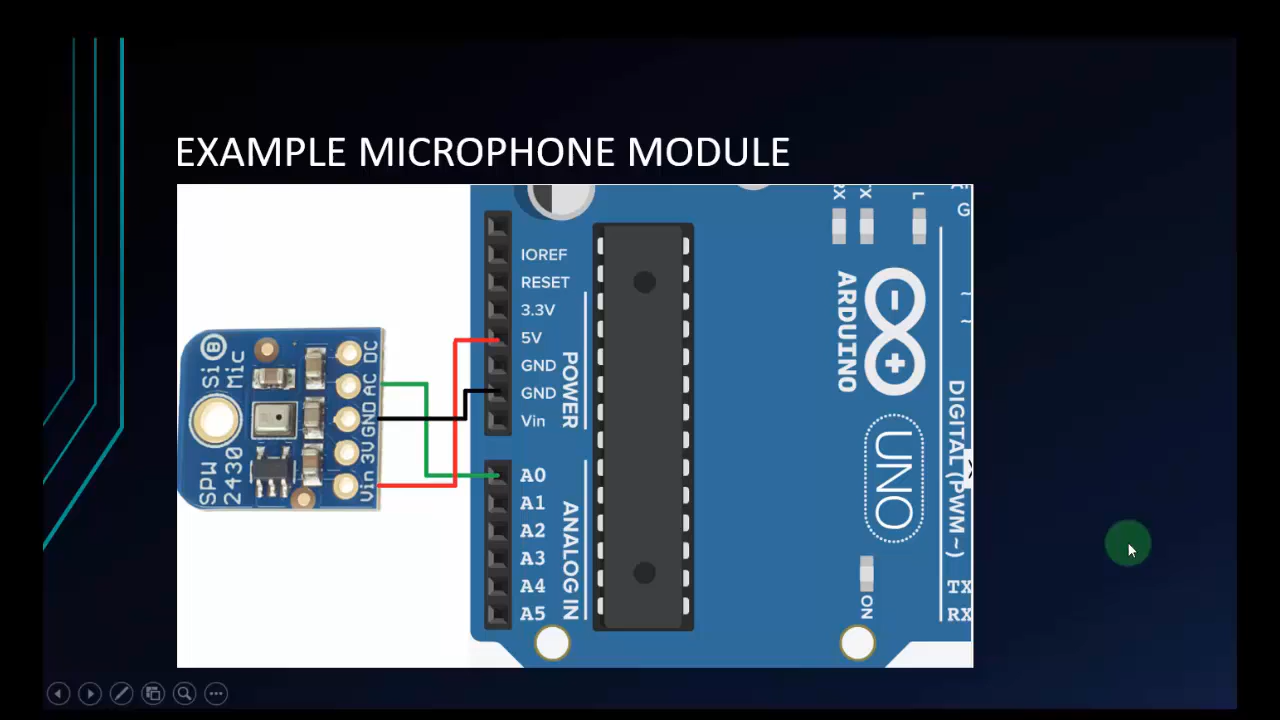 EXAMPLE MICROPHONE MODULE
Si
Mic
SPW
2430
DC
AC
GND
3V
Vin
IOREF
RESET
3.3V
5V
GND
GND
Vin
POWER
A0
A1
A2
A3
A4
A5
ANALOG IN
L
ARDUINO
UNO
ON
G
~
~
DIGITAL (PWM ~)
TX
RX